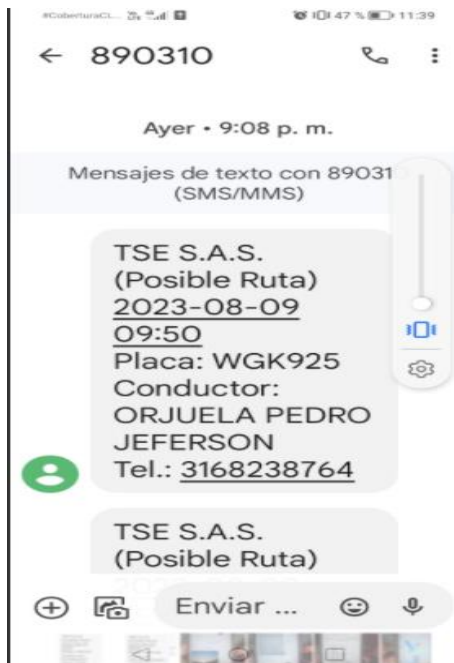 #CoberturaCl...
47 %
11:39
890310
Ayer • 9:08 p. m.
Mensajes de texto con 89031
(SMS/MMS)
TSE S.A.S.
(Posible Ruta)
2023-08-09
09:50
Placa: WGK925
Conductor:
ORJUELA PEDRO
JEFERSON
Tel.: 3168238764
TSE S.A.S.
(Posible Ruta)
Enviar ...